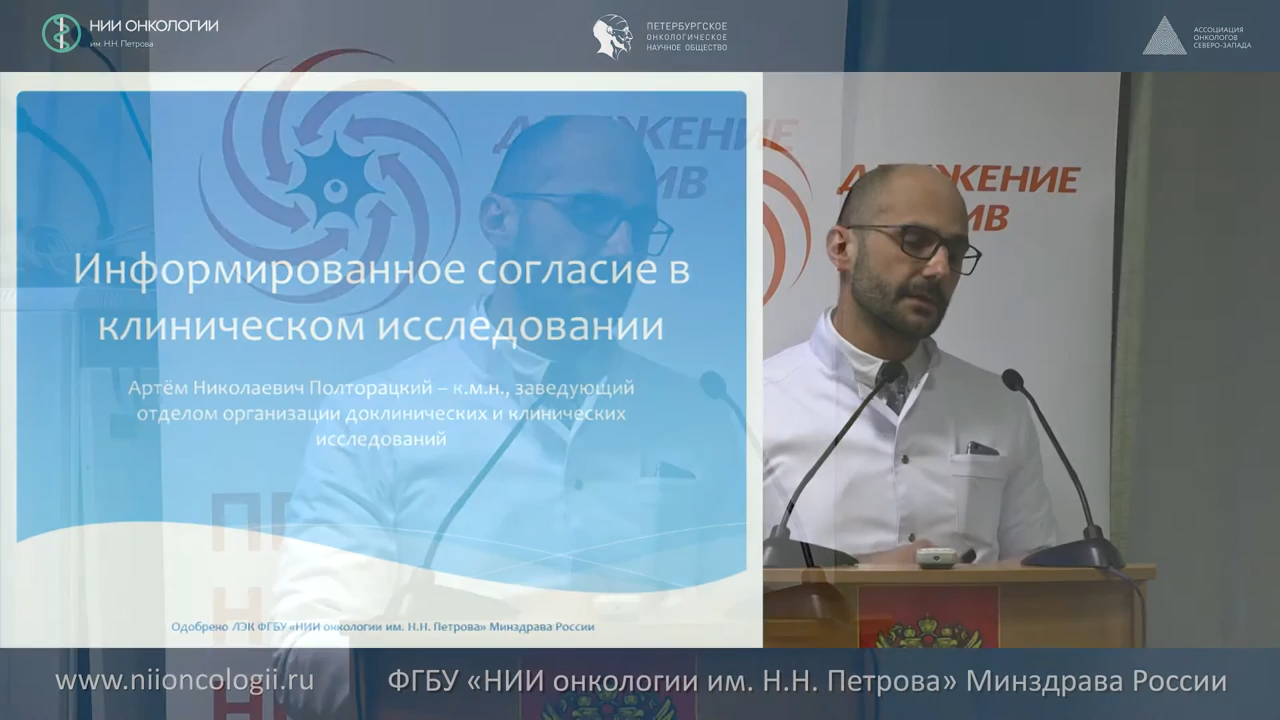 НИИ ОНКОЛОГИИ
им. Н.Н. Петрова
ПЕТЕРБУРГСКОЕ
ОНКОЛОГИЧЕСКОЕ
НАУЧНОЕ ОБЩЕСТВО
АССОЦИАЦИЯ
ОНКОЛОГОВ
СЕВЕРО-ЗАПАДА
Информированное согласие в
клиническом исследовании
Артём Николаевич Полторацкий – к.м.н., заведующий
отделом организации доклинических и клинических
исследований
Одобрено ЛЭК ФГБУ «НИИ онкологии им. Н.Н. Петрова» Минздрава России
www.niioncologii.ru
ФГБУ «НИИ онкологии им. Н.Н. Петрова» Минздрава России